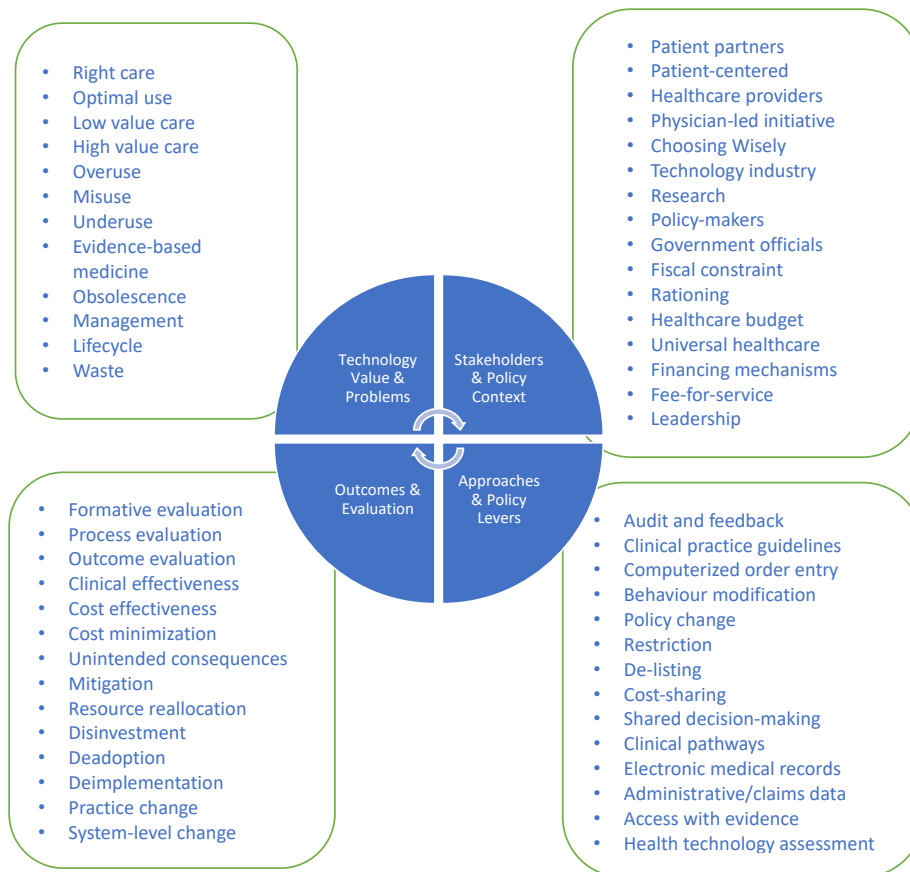 • Right care
• Optimal use
• Low value care
• High value care
• Overuse
• Misuse
• Underuse
• Evidence-based
medicine
• Obsolescence
• Management
• Lifecycle
• Waste
• Patient partners
• Patient-centered
• Healthcare providers
• Physician-led initiative
• Choosing Wisely
• Technology industry
• Research
• Policy-makers
• Government officials
• Fiscal constraint
• Rationing
• Healthcare budget
• Universal healthcare
• Financing mechanisms
• Fee-for-service
• Leadership
Technology
Value &
Problems
Stakeholders
& Policy
Context
Outcomes &
Evaluation
Approaches
& Policy
Levers
• Formative evaluation
• Process evaluation
• Outcome evaluation
• Clinical effectiveness
• Cost effectiveness
• Cost minimization
• Unintended consequences
• Mitigation
• Resource reallocation
• Disinvestment
• Deadoption
• Deimplementation
• Practice change
• System-level change
• Audit and feedback
• Clinical practice guidelines
• Computerized order entry
• Behaviour modification
• Policy change
• Restriction
• De-listing
• Cost-sharing
• Shared decision-making
• Clinical pathways
• Electronic medical records
• Administrative/claims data
• Access with evidence
• Health technology assessment